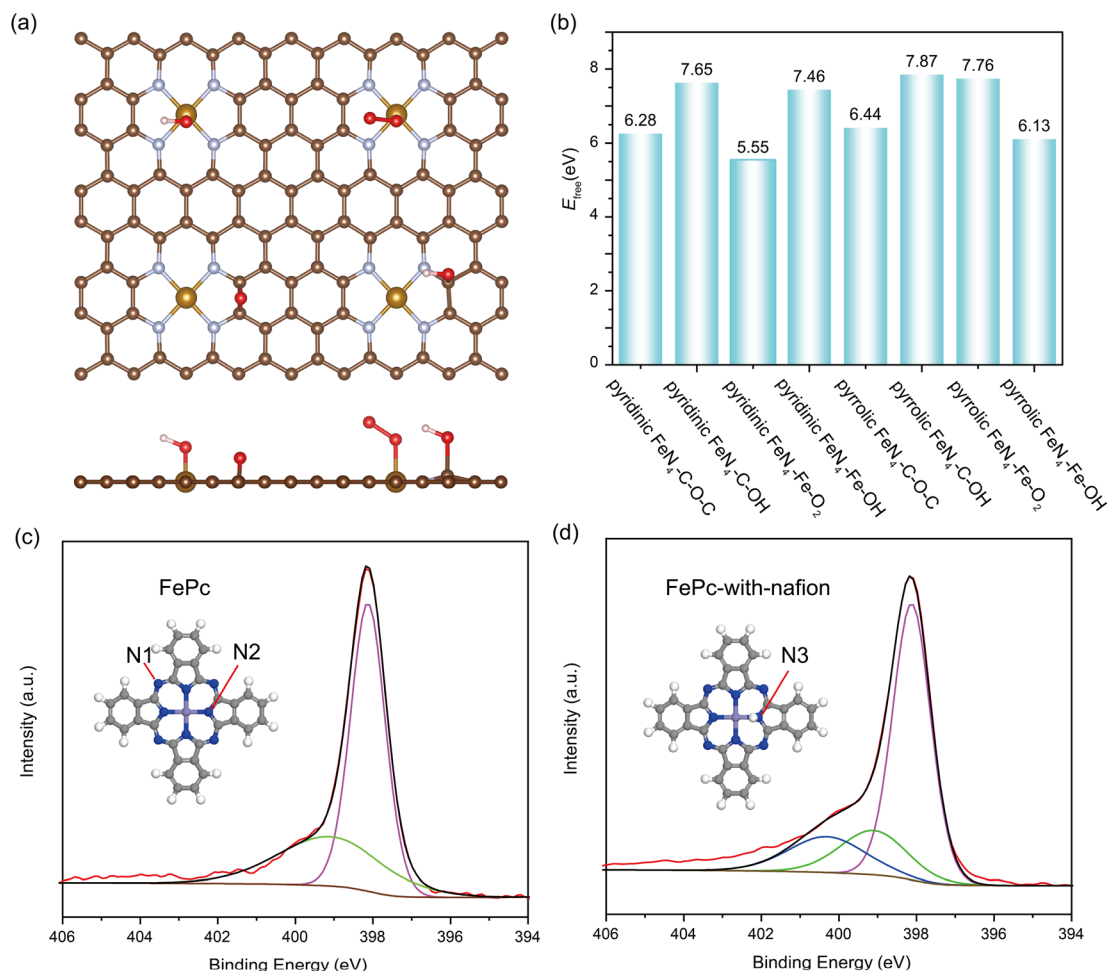 (a)
(b)
8
6
4
2
0
E_free(eV)
6.28
7.65
5.55
7.46
6.44
7.87
7.76
6.13
pyridinic FeN₄-C-O-C
pyridinic FeN₄-C-OH
pyridinic FeN₄-Fe-O₂
pyridinic FeN₄-Fe-OH
pyrrolic FeN₄-C-O-C
pyrrolic FeN₄-C-OH
pyrrolic FeN₄-Fe-O₂
pyrrolic FeN₄-Fe-OH
(c)
FePc
N1
N2
Intensity (a.u.)
406 404 402 400 398 396 394
Binding Energy (eV)
(d)
FePc-with-nafion
N3
Intensity (a.u.)
406 404 402 400 398 396 394
Binding Energy (eV)